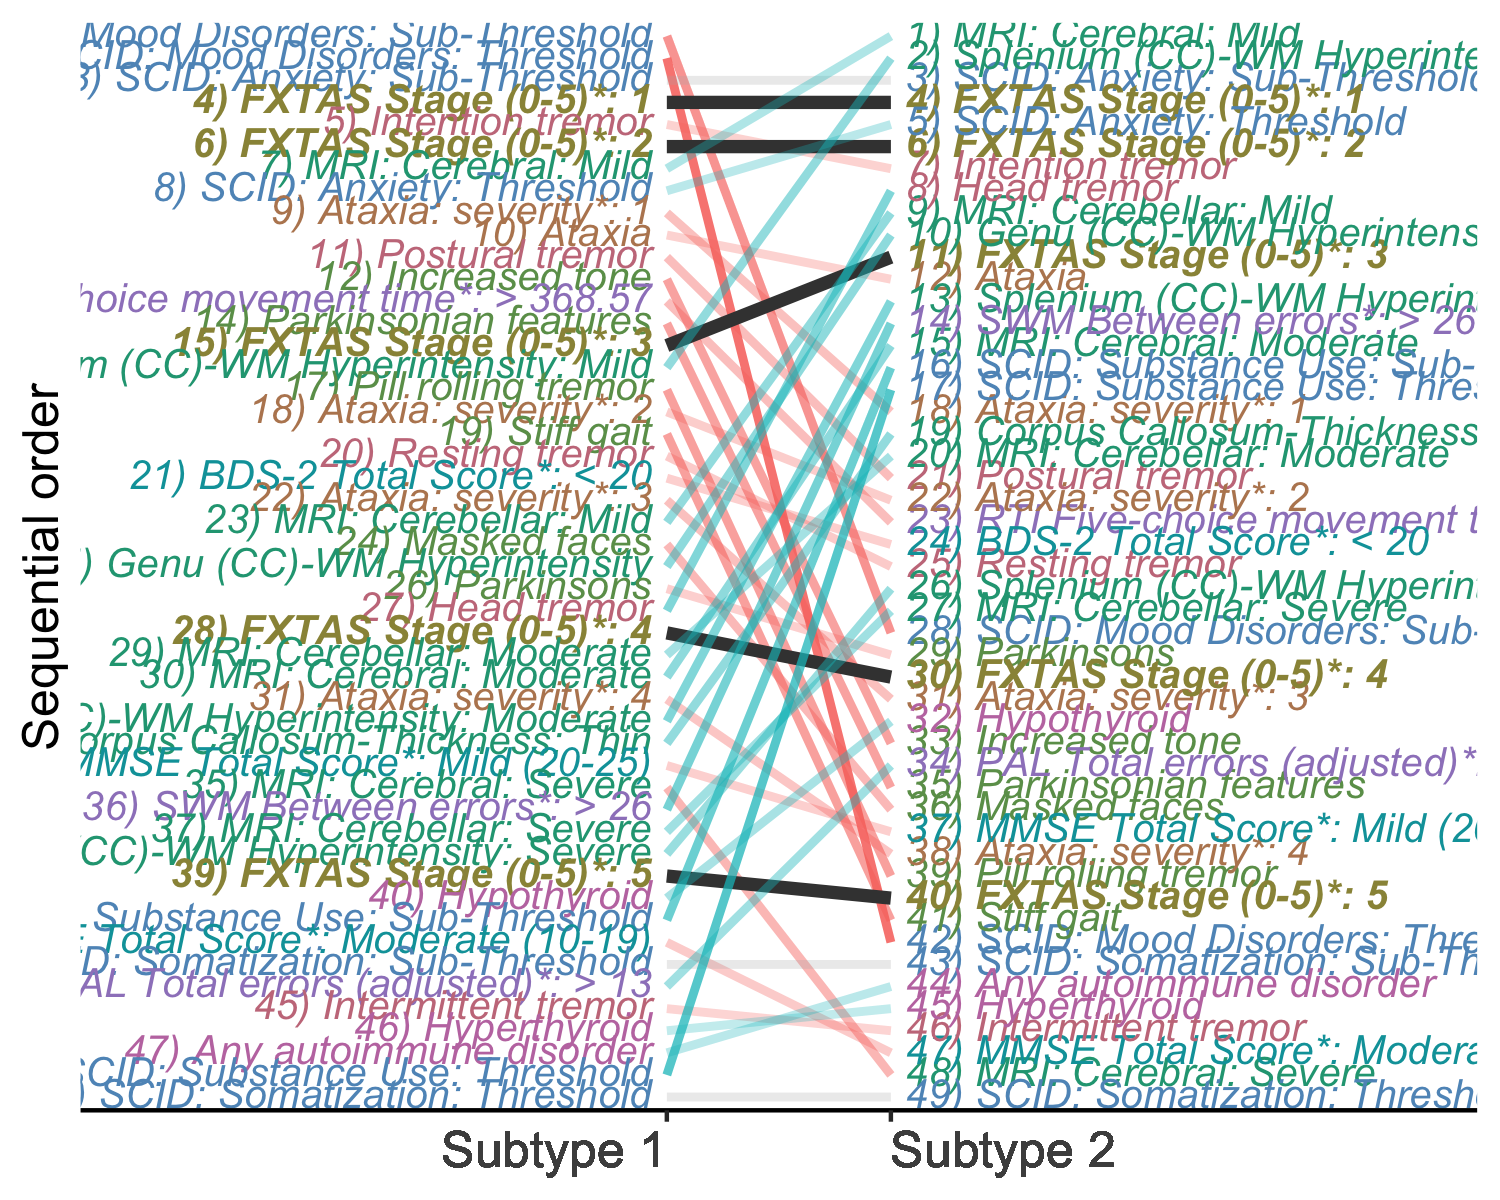 Mood Disorders: Sub-Threshold
CID: Mood Disorders: Threshold
3) SCID: Anxiety: Sub-Threshold
4) FXTAS Stage (0-5)*: 1
5) Intention tremor
6) FXTAS Stage (0-5)*: 2
7) MRI: Cerebral: Mild
8) SCID: Anxiety: Threshold
9) Ataxia: severity*: 1
10) Ataxia
11) Postural tremor
12) Increased tone
hoice movement time*: > 368.57
14) Parkinsonian features
15) FXTAS Stage (0-5)*: 3
m (CC)-WM Hyperintensity: Mild
17) Pill rolling tremor
18) Ataxia: severity*: 2
19) Stiff gait
20) Resting tremor
21) BDS-2 Total Score*: < 20
22) Ataxia: severity*: 3
23) MRI: Cerebellar: Mild
24) Masked faces
) Genu (CC)-WM Hyperintensity
26) Parkinsons
27) Head tremor
28) FXTAS Stage (0-5)*: 4
29) MRI: Cerebellar: Moderate
30) MRI: Cerebral: Moderate
31) Ataxia: severity*: 4
C)-WM Hyperintensity: Moderate
orpus Callosum-Thickness: Thin
MMSE Total Score*: Mild (20-25)
35) MRI: Cerebral: Severe
36) SWM Between errors*: > 26
37) MRI: Cerebellar: Severe
(CC)-WM Hyperintensity: Severe
39) FXTAS Stage (0-5)*: 5
40) Hypothyroid
Substance Use: Sub-Threshold
Total Score*: Moderate (10-19)
D: Somatization: Sub-Threshold
AL Total errors (adjusted)*: > 13
45) Intermittent tremor
46) Hyperthyroid
47) Any autoimmune disorder
SCID: Substance Use: Threshold
) SCID: Somatization: Threshold
1) MRI: Cerebral: Mild
2) Splenium (CC)-WM Hyperinte
3) SCID: Anxiety: Sub-Threshold
4) FXTAS Stage (0-5)*: 1
5) SCID: Anxiety: Threshold
6) FXTAS Stage (0-5)*: 2
7) Intention tremor
8) Head tremor
9) MRI: Cerebellar: Mild
10) Genu (CC)-WM Hyperintens
11) FXTAS Stage (0-5)*: 3
12) Ataxia
13) Splenium (CC)-WM Hyperint
14) SWM Between errors*: > 26
15) MRI: Cerebral: Moderate
16) SCID: Substance Use: Sub-
17) SCID: Substance Use: Thres
18) Ataxia: severity*: 1
19) Corpus Callosum-Thickness
20) MRI: Cerebellar: Moderate
21) Postural tremor
22) Ataxia: severity*: 2
23) RTI Five-choice movement t
24) BDS-2 Total Score*: < 20
25) Resting tremor
26) Splenium (CC)-WM Hyperint
27) MRI: Cerebellar: Severe
28) SCID: Mood Disorders: Sub-
29) Parkinsons
30) FXTAS Stage (0-5)*: 4
31) Ataxia: severity*: 3
32) Hypothyroid
33) Increased tone
34) PAL Total errors (adjusted)*:
35) Parkinsonian features
36) Masked faces
37) MMSE Total Score*: Mild (20
38) Ataxia: severity*: 4
39) Pill rolling tremor
40) FXTAS Stage (0-5)*: 5
41) Stiff gait
42) SCID: Mood Disorders: Thre
43) SCID: Somatization: Sub-Th
44) Any autoimmune disorder
45) Hyperthyroid
46) Intermittent tremor
47) MMSE Total Score*: Modera
48) MRI: Cerebral: Severe
49) SCID: Somatization: Thresh
Sequential order
Subtype 1
Subtype 2